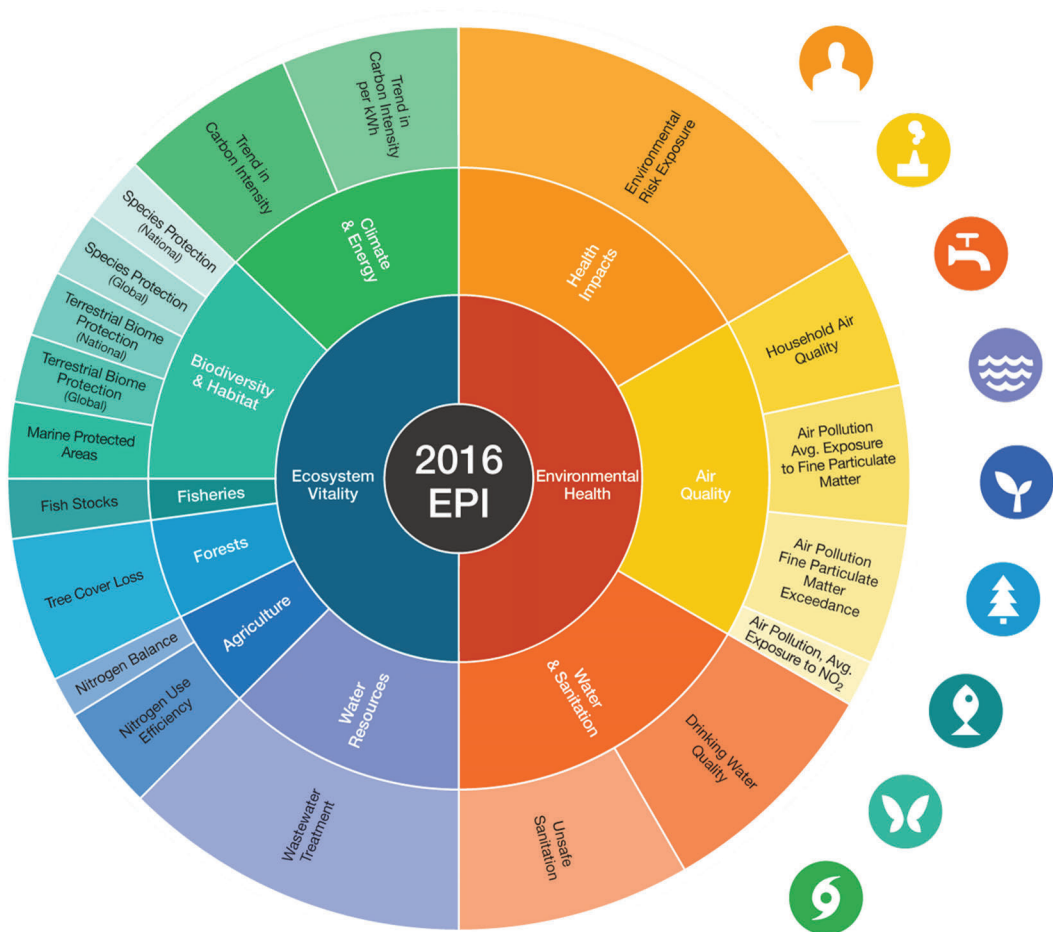 2016
EPI
Environmental
Health
Health
Impacts
Environmental
Risk Exposure
Air
Quality
Household Air
Quality
Air Pollution
Avg. Exposure
to Fine Particulate
Matter
Air Pollution
Fine Particulate
Matter
Exceedance
Air Pollution, Avg.
Exposure to NO₂
Water
& Sanitation
Drinking Water
Quality
Unsafe
Sanitation
Ecosystem
Vitality
Water
Resources
Wastewater
Treatment
Agriculture
Nitrogen Use
Efficiency
Nitrogen Balance
Forests
Tree Cover Loss
Fisheries
Fish Stocks
Biodiversity
& Habitat
Marine Protected
Areas
Terrestrial Biome
Protection
(Global)
Terrestrial Biome
Protection
(National)
Species Protection
(Global)
Species Protection
(National)
Climate
& Energy
Trend in
Carbon Intensity
Trend in
Carbon Intensity
per kWh